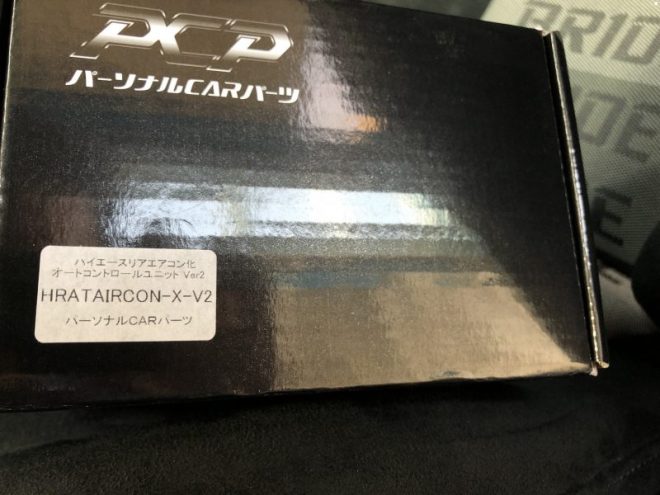 PCP
パーソナルCARパーツ
ハイエースリアエアコン化
オートコントロールユニット Ver2
HRATAIRCON-X-V2
パーソナルCARパーツ
BRID
IDE